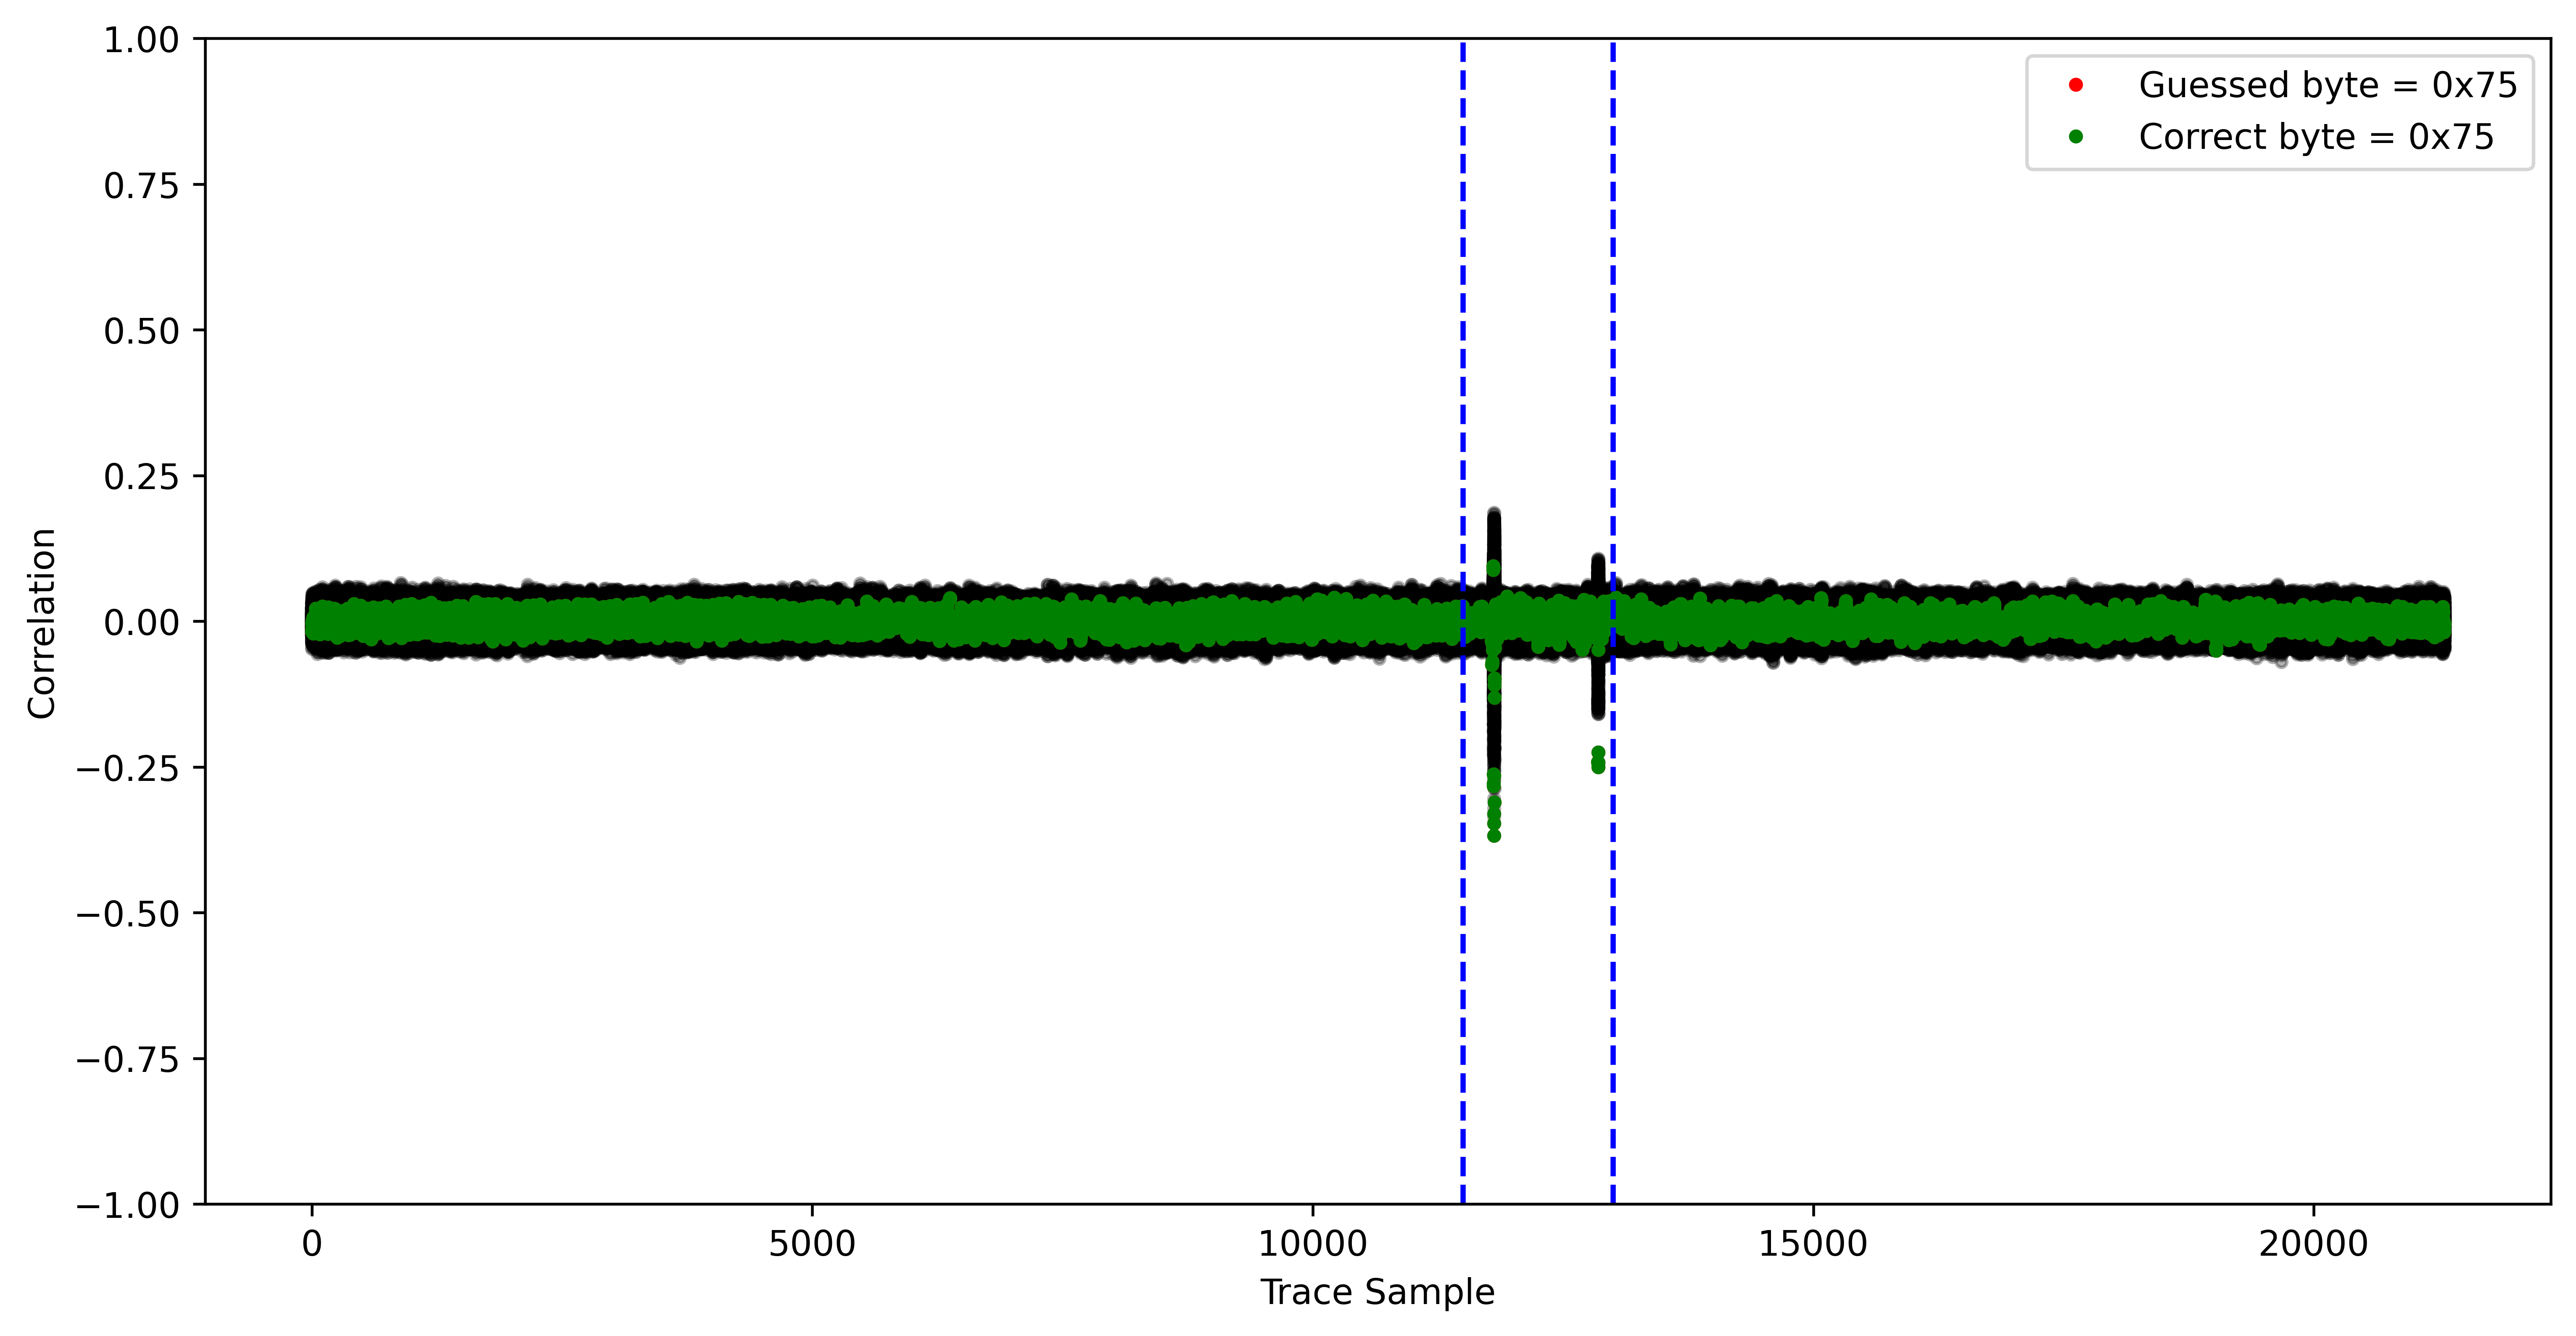 1.00
0.75
0.50
0.25
0.00
−0.25
−0.50
−0.75
−1.00
Correlation
Guessed byte = 0x75
Correct byte = 0x75
0 5000 10000 15000 20000
Trace Sample